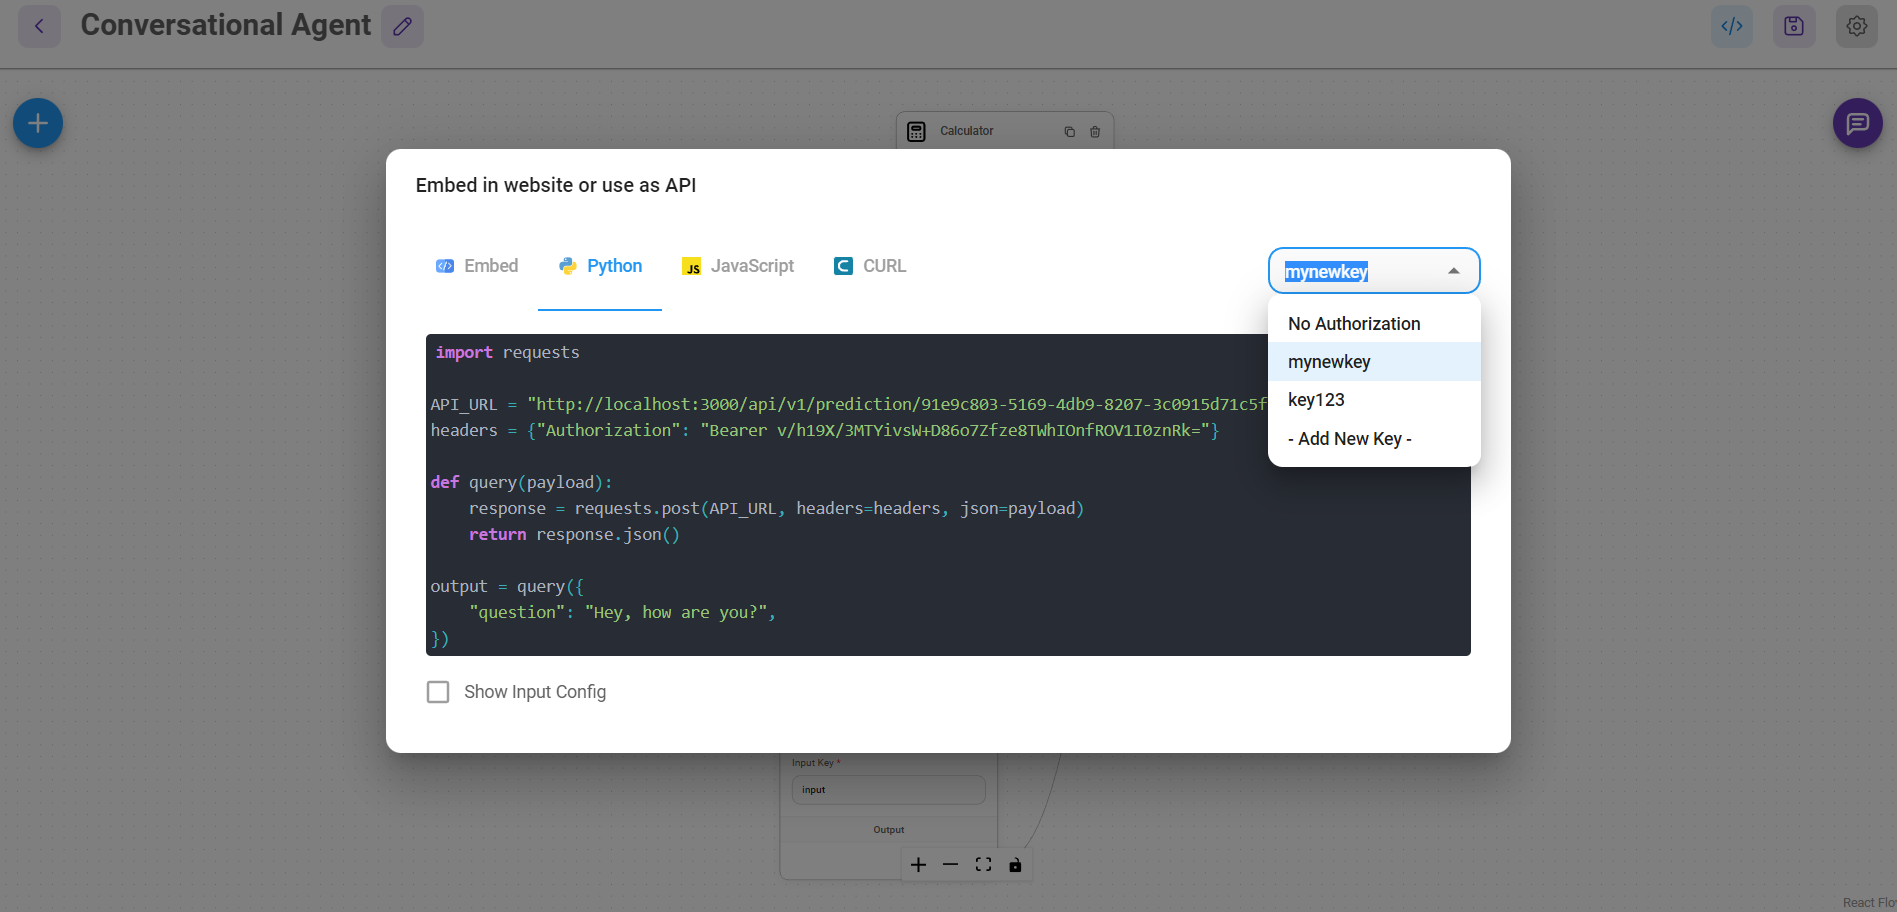 Conversational Agent
Calculator
Embed in website or use as API
Embed
Python
JavaScript
CURL
mynewkey
No Authorization
mynewkey
key123
- Add New Key -
import requests
API_URL = "http://localhost:3000/api/v1/prediction/91e9c803-5169-4db9-8207-3c0915d71c5f
headers = {"Authorization": "Bearer v/h19X/3MTYivsW+D86o7Zfze8TWhIOnfROV1I0znRk="}
def query(payload):
response = requests.post(API_URL, headers=headers, json=payload)
return response.json()
output = query({
"question": "Hey, how are you?",
})
Show Input Config
Input Key *
input
Output
React Flo